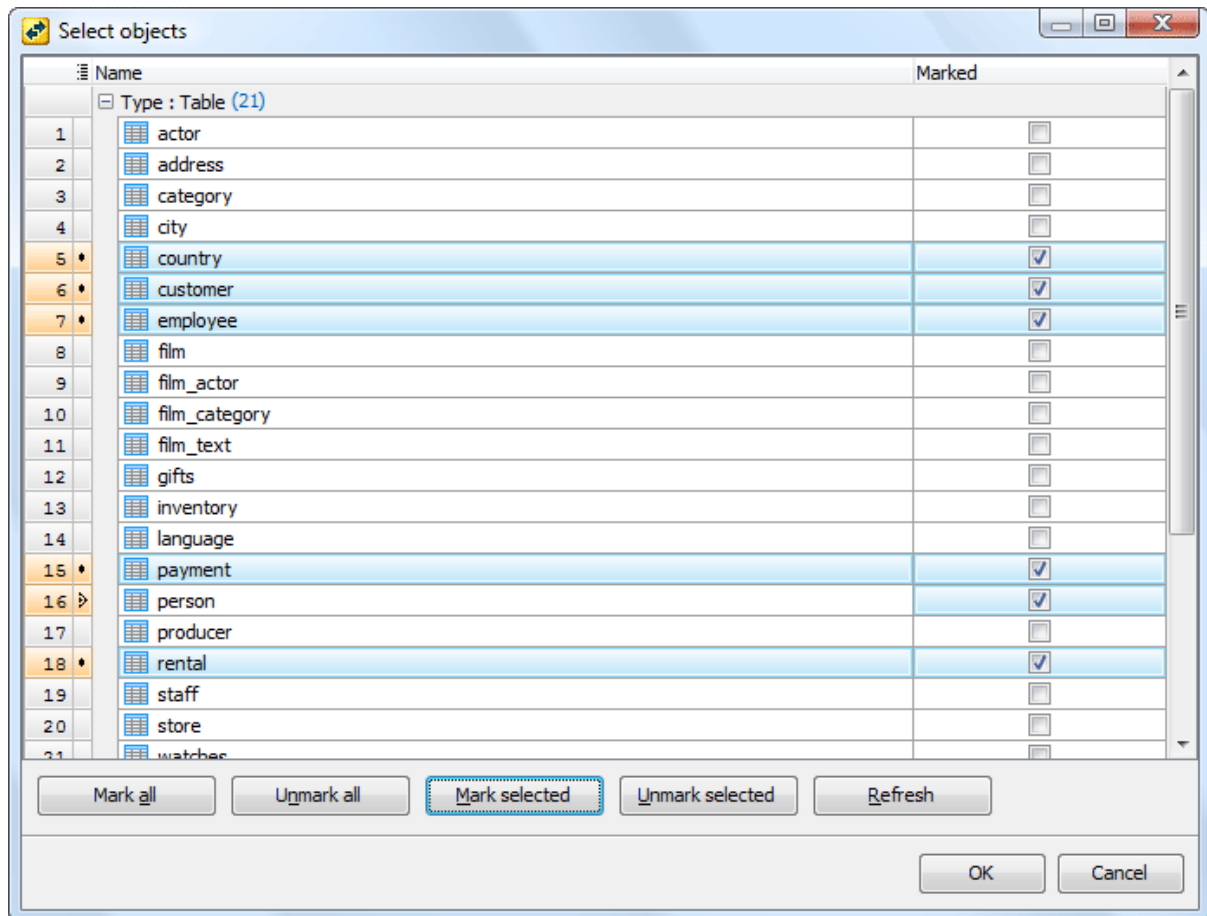 Select objects
Name Marked
Type : Table (21)
1 actor
2 address
3 category
4 city
5 country
6 customer
7 employee
8 film
9 film_actor
10 film_category
11 film_text
12 gifts
13 inventory
14 language
15 payment
16 person
17 producer
18 rental
19 staff
20 store
21 watches
Mark all Unmark all Mark selected Unmark selected Refresh
OK Cancel